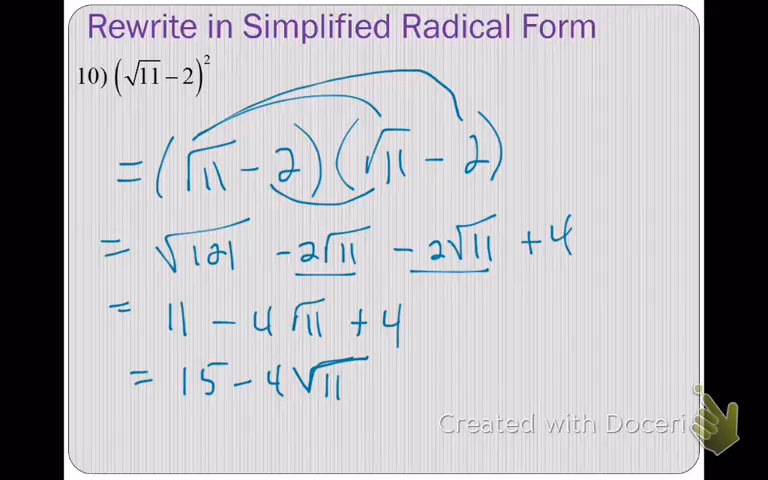 Rewrite in Simplified Radical Form
10) (√11 – 2)²
= (√11 - 2) (√11 - 2)
= √121 - 2√11 - 2√11 + 4
= 11 - 4√11 + 4
= 15 - 4√11
Created with Doceri